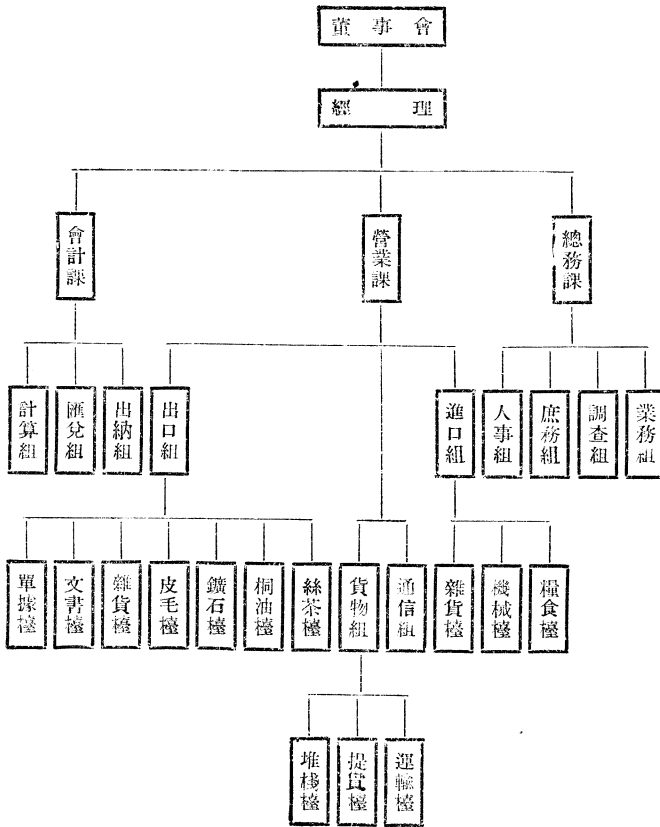 董事會
經理
會計課
營業課
總務課
計算組
匯兌組
出納組
出口組
進口組
人事組
庶務組
調查組
業務組
單據檯
文書檯
雜貨檯
皮毛檯
鑛石檯
桐油檯
絲茶檯
貨物組
通信組
雜貨檯
機械檯
糧食檯
堆棧檯
提貨檯
運輸檯